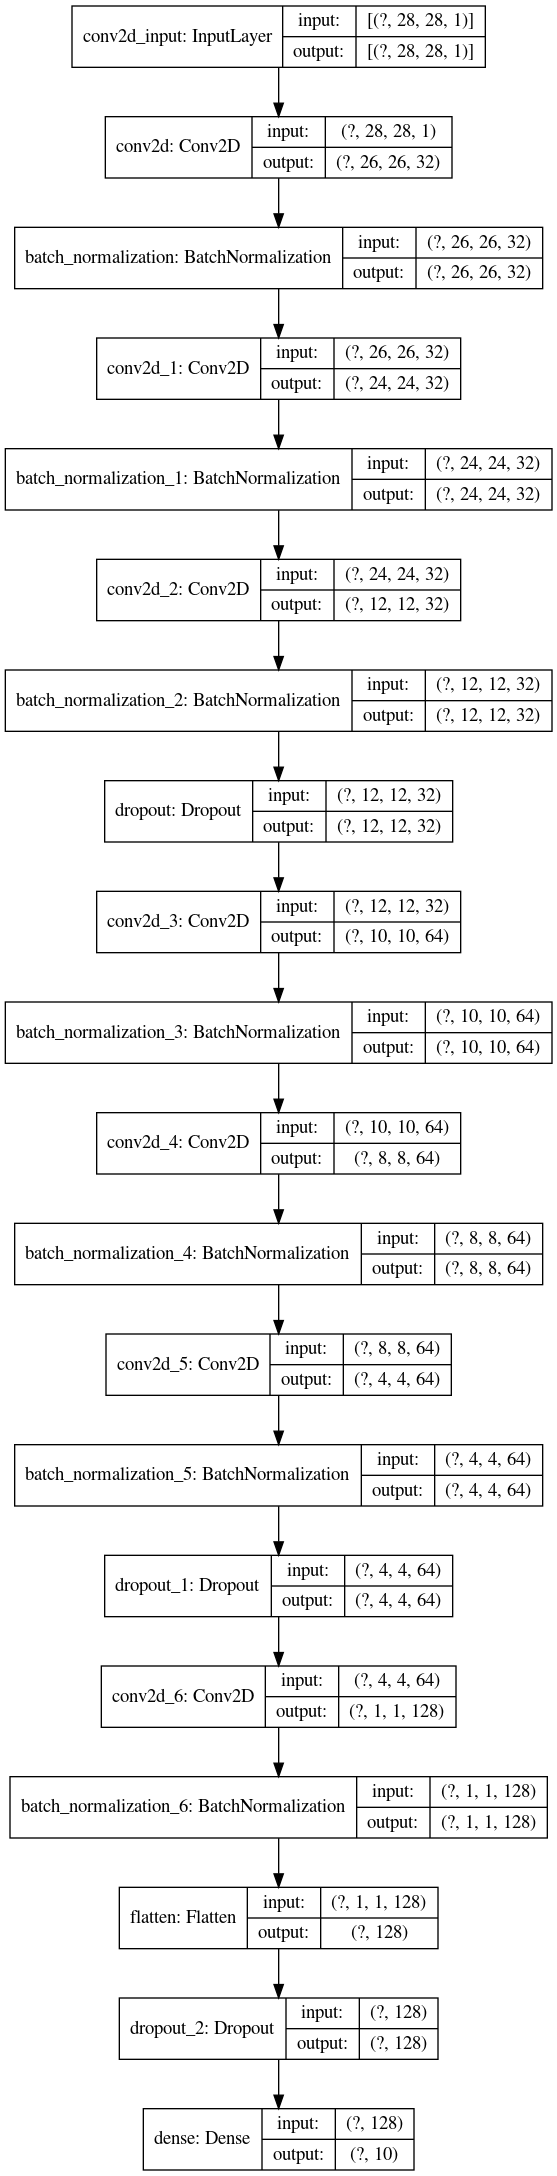 conv2d_input: InputLayer
input:
[(?, 28, 28, 1)]
output:
[(?, 28, 28, 1)]
conv2d: Conv2D
input:
(?, 28, 28, 1)
output:
(?, 26, 26, 32)
batch_normalization: BatchNormalization
input:
(?, 26, 26, 32)
output:
(?, 26, 26, 32)
conv2d_1: Conv2D
input:
(?, 26, 26, 32)
output:
(?, 24, 24, 32)
batch_normalization_1: BatchNormalization
input:
(?, 24, 24, 32)
output:
(?, 24, 24, 32)
conv2d_2: Conv2D
input:
(?, 24, 24, 32)
output:
(?, 12, 12, 32)
batch_normalization_2: BatchNormalization
input:
(?, 12, 12, 32)
output:
(?, 12, 12, 32)
dropout: Dropout
input:
(?, 12, 12, 32)
output:
(?, 12, 12, 32)
conv2d_3: Conv2D
input:
(?, 12, 12, 32)
output:
(?, 10, 10, 64)
batch_normalization_3: BatchNormalization
input:
(?, 10, 10, 64)
output:
(?, 10, 10, 64)
conv2d_4: Conv2D
input:
(?, 10, 10, 64)
output:
(?, 8, 8, 64)
batch_normalization_4: BatchNormalization
input:
(?, 8, 8, 64)
output:
(?, 8, 8, 64)
conv2d_5: Conv2D
input:
(?, 8, 8, 64)
output:
(?, 4, 4, 64)
batch_normalization_5: BatchNormalization
input:
(?, 4, 4, 64)
output:
(?, 4, 4, 64)
dropout_1: Dropout
input:
(?, 4, 4, 64)
output:
(?, 4, 4, 64)
conv2d_6: Conv2D
input:
(?, 4, 4, 64)
output:
(?, 1, 1, 128)
batch_normalization_6: BatchNormalization
input:
(?, 1, 1, 128)
output:
(?, 1, 1, 128)
flatten: Flatten
input:
(?, 1, 1, 128)
output:
(?, 128)
dropout_2: Dropout
input:
(?, 128)
output:
(?, 128)
dense: Dense
input:
(?, 128)
output:
(?, 10)